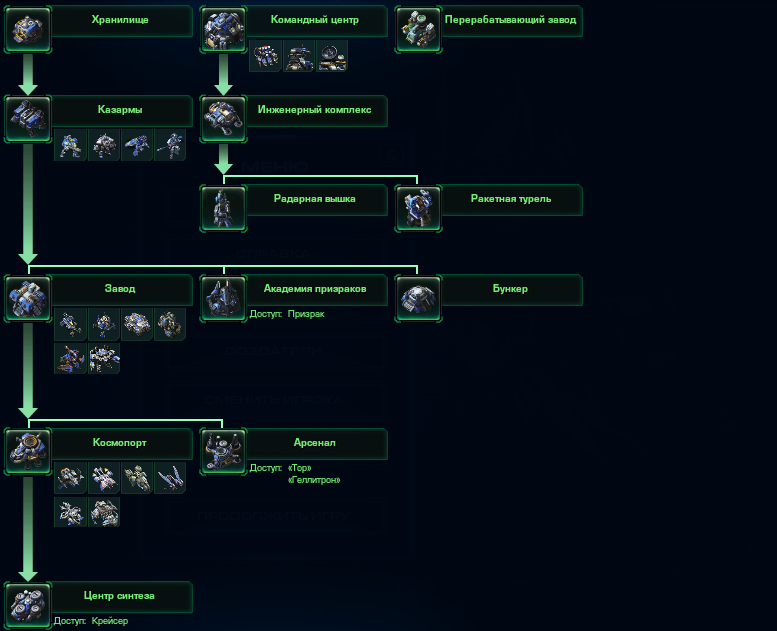 Хранилище
Командный центр
Перерабатывающий завод
Казармы
Инженерный комплекс
Радарная вышка
Ракетная турель
Завод
Академия призраков
Бункер
Доступ: Призрак
Космопорт
Арсенал
Доступ: «Тор»
«Геллитрон»
Центр синтеза
Доступ: Крейсер